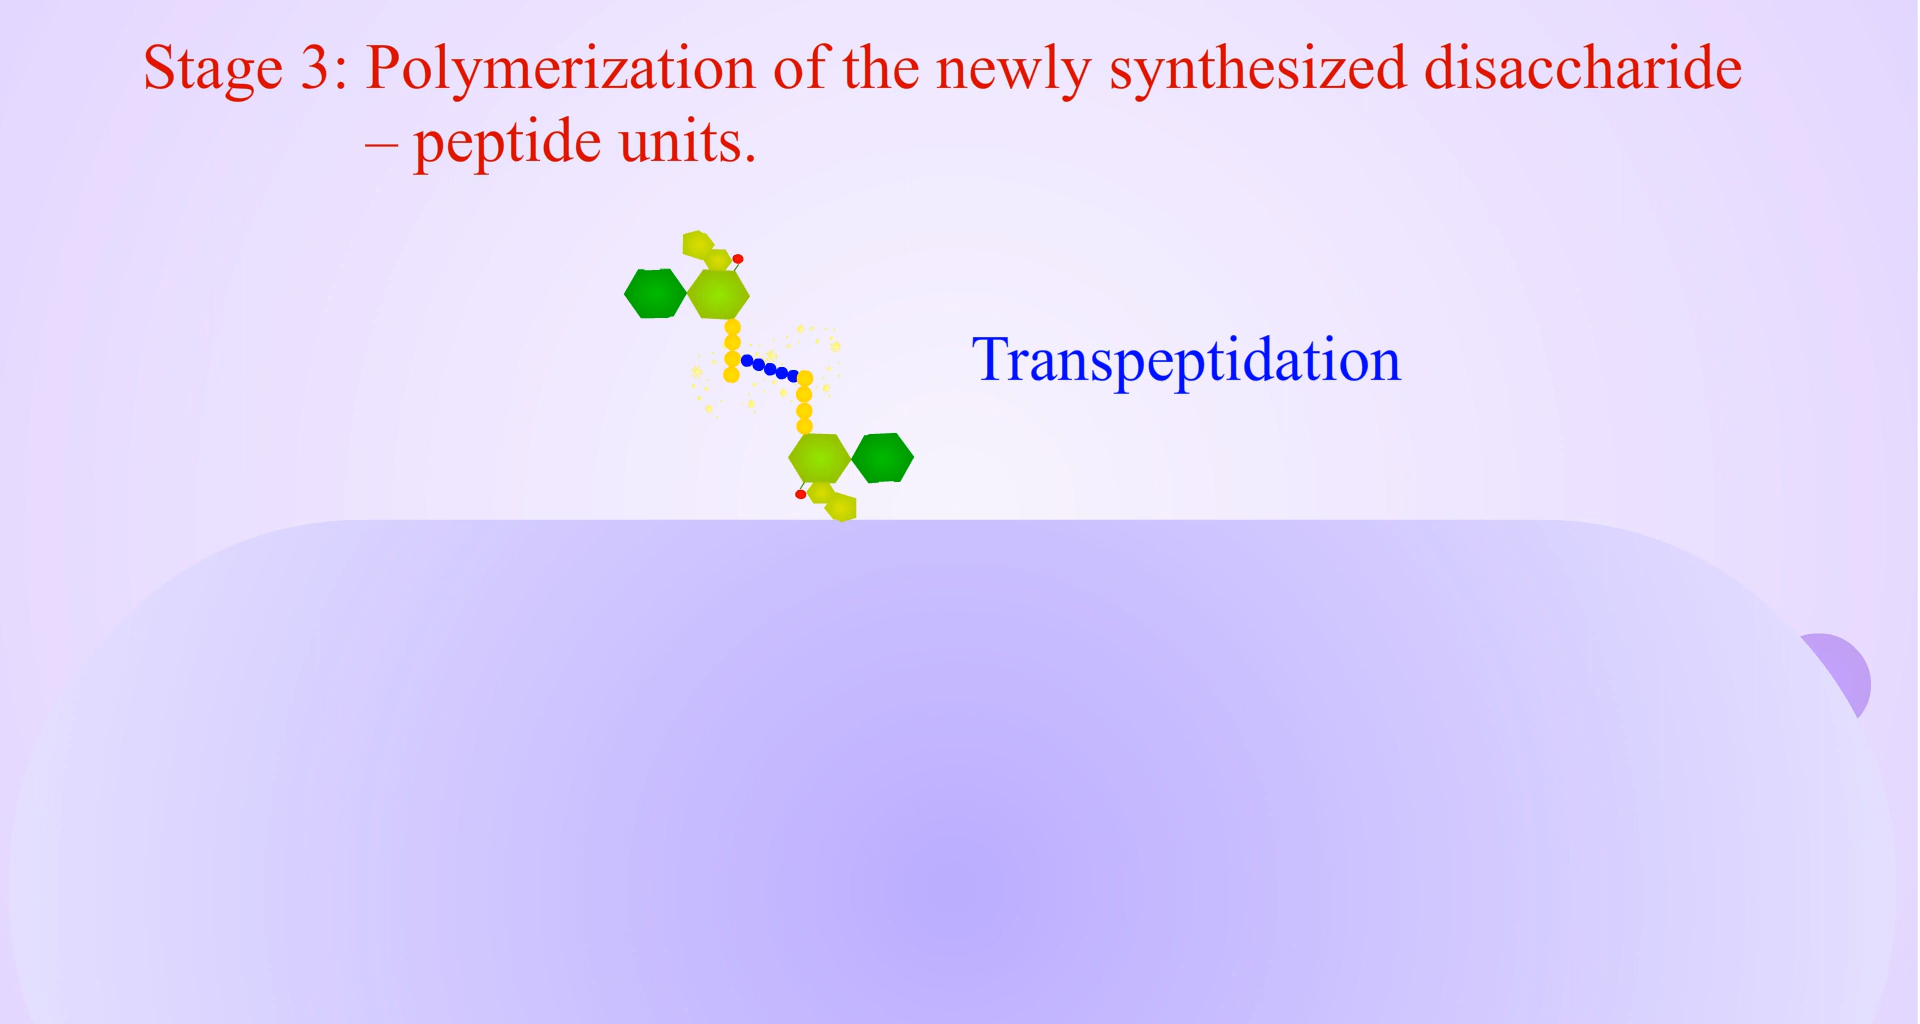 Stage 3: Polymerization of the newly synthesized disaccharide
– peptide units.
Transpeptidation